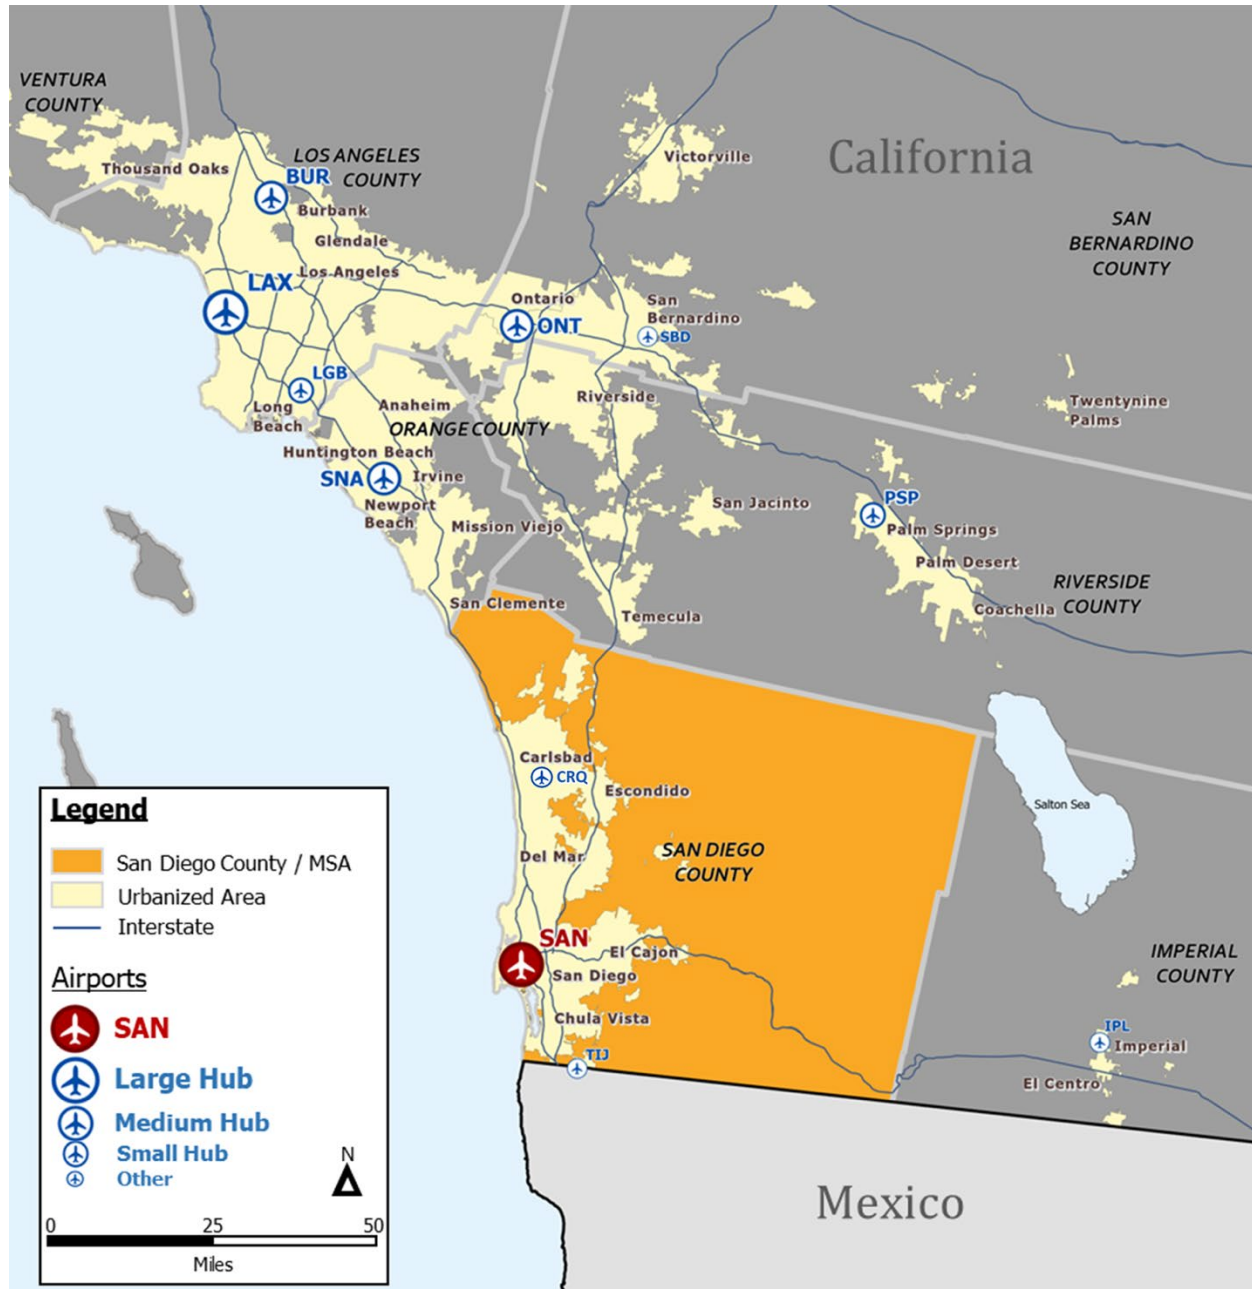 VENTURA
COUNTY
Thousand Oaks
LOS ANGELES
COUNTY
BUR
Burbank
Glendale
Los Angeles
LAX
Victorville
California
SAN
BERNARDINO
COUNTY
Ontario
ONT
San
Bernardino
SBD
LGB
Long
Beach
Anaheim
ORANGE COUNTY
Riverside
Twentynine
Palms
Huntington Beach
SNA
Irvine
Newport
Beach
Mission Viejo
San Jacinto
PSP
Palm Springs
Palm Desert
Coachella
RIVERSIDE
COUNTY
San Clemente
Temecula
Carlsbad
CRQ
Escondido
Salton Sea
Del Mar
SAN DIEGO
COUNTY
SAN
El Cajon
San Diego
Chula Vista
TIJ
IMPERIAL
COUNTY
IPL
Imperial
El Centro
Mexico
Legend
San Diego County / MSA
Urbanized Area
Interstate
Airports
SAN
Large Hub
Medium Hub
Small Hub
Other
N
0 25 50
Miles